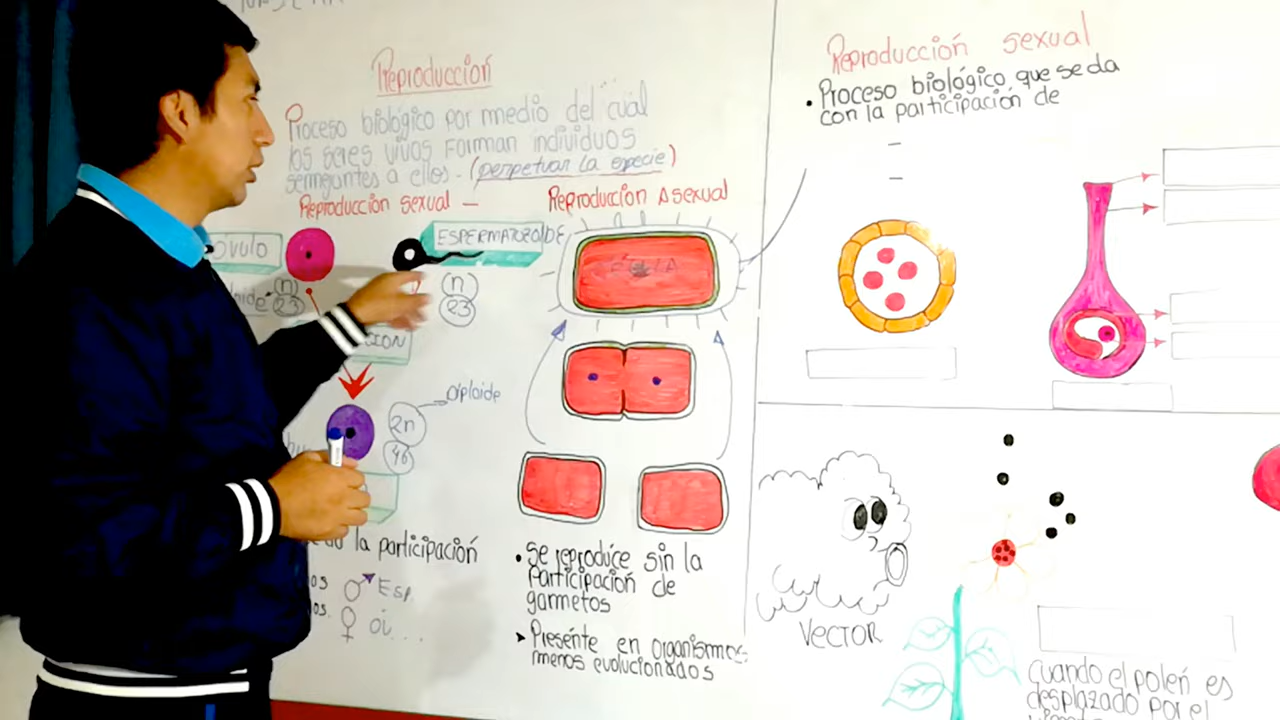 Reproducción
Proceso biológico por medio del cual
los seres vivos forman individuos
semejantes a ellos. (perpetuar la especie)
Reproducción sexual –
ÓVULO
ESPERMATOZOIDE
(n)
23
(n)
23
Diploide
2n
46
la participación
Esp.
Reproducción Asexual
• Se reproduce sin la
Participación de
garmetos
➤ Presénte en organismos
menos evolucionados
Reproducción sexual
• Proceso biológico que se da
con la participación de
–
–
VECTOR
Cuando el polen es
desplazado por el